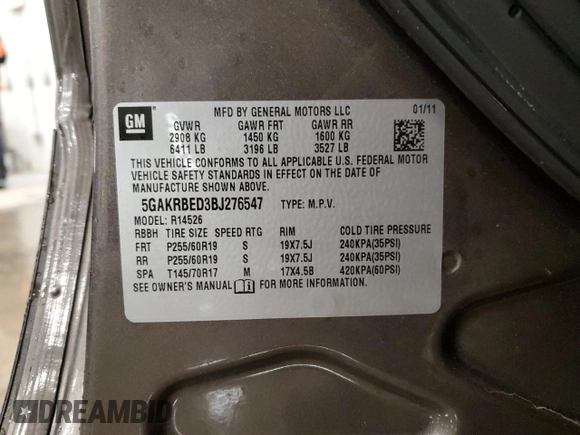 GM
MFD BY GENERAL MOTORS LLC 01/11
GVWR GAWR FRT GAWR RR
2908 KG 1450 KG 1600 KG
6411 LB 3196 LB 3527 LB
THIS VEHICLE CONFORMS TO ALL APPLICABLE U.S. FEDERAL MOTOR
VEHICLE SAFETY STANDARDS IN EFFECT ON THE DATE OF
MANUFACTURE SHOWN ABOVE.
5GAKRBED3BJ276547 TYPE: M.P.V.
MODEL: R14526
RBBH TIRE SIZE SPEED RTG RIM COLD TIRE PRESSURE
FRT P255/60R19 S 19X7.5J 240KPA(35PSI)
RR P255/60R19 S 19X7.5J 240KPA(35PSI)
SPA T145/70R17 M 17X4.5B 420KPA(60PSI)
SEE OWNER'S MANUAL FOR MORE INFORMATION.
DREAMBID